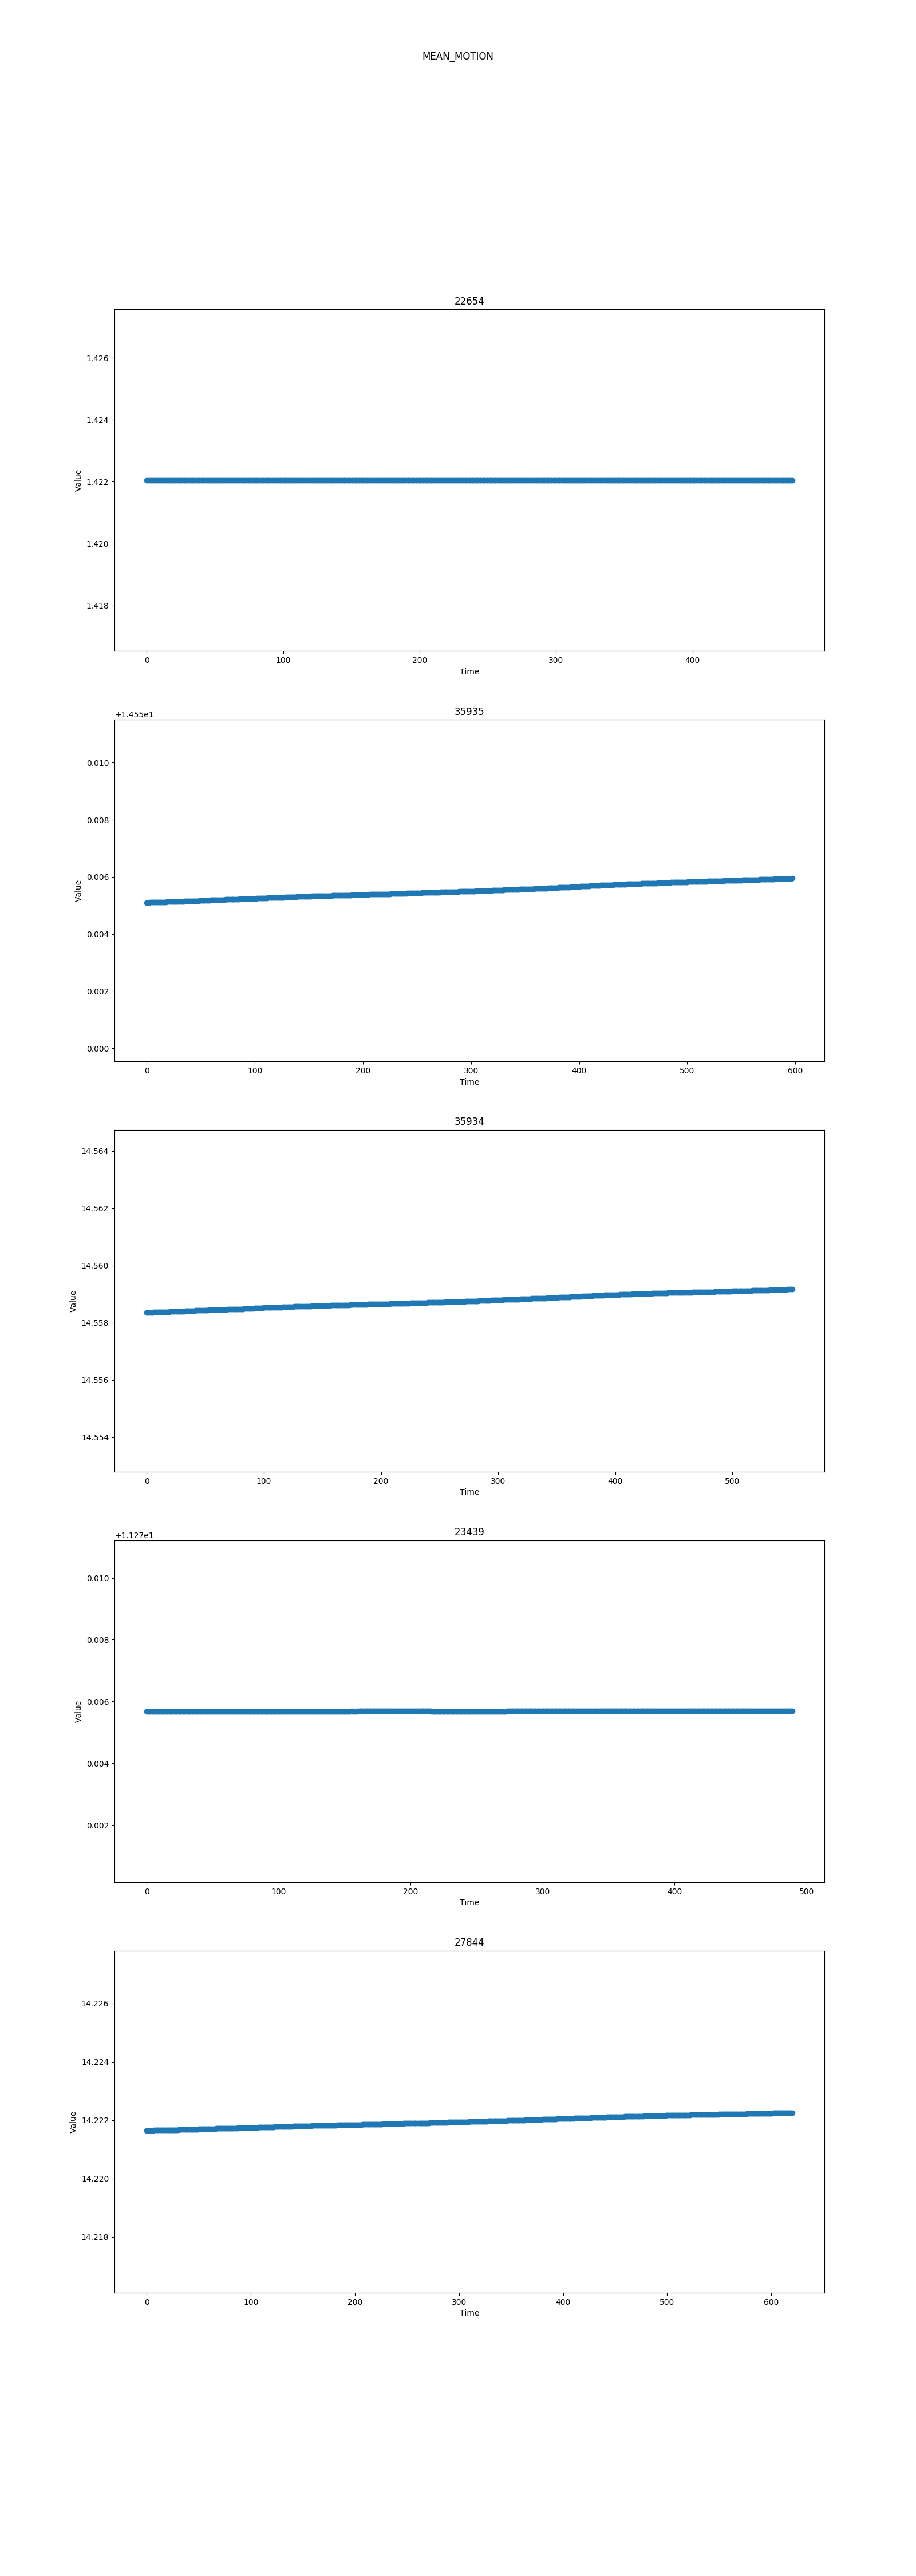 MEAN_MOTION
22654
1.426
1.424
1.422
1.420
1.418
Value
0 100 200 300 400
Time
35935
+1.455e1
0.010
0.008
0.006
0.004
0.002
0.000
Value
0 100 200 300 400 500 600
Time
35934
14.564
14.562
14.560
14.558
14.556
14.554
Value
0 100 200 300 400 500
Time
23439
+1.127e1
0.010
0.008
0.006
0.004
0.002
Value
0 100 200 300 400 500
Time
27844
14.226
14.224
14.222
14.220
14.218
Value
0 100 200 300 400 500 600
Time